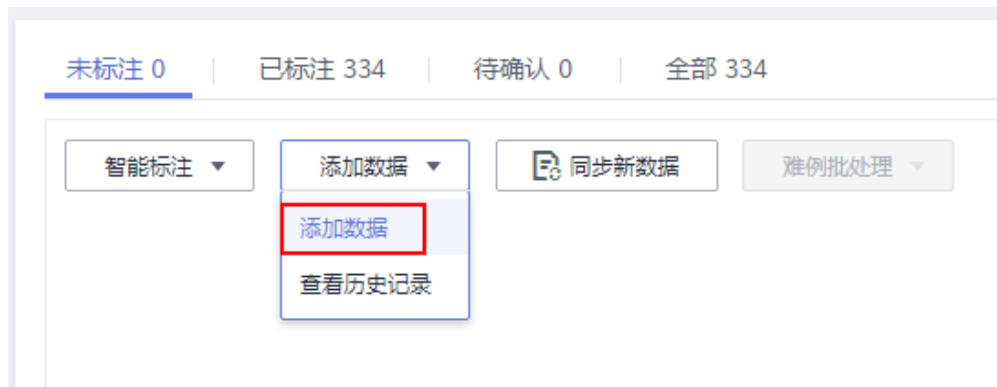 未标注 0 已标注 334 待确认 0 全部 334
智能标注 添加数据 同步新数据 难例批处理
添加数据
查看历史记录